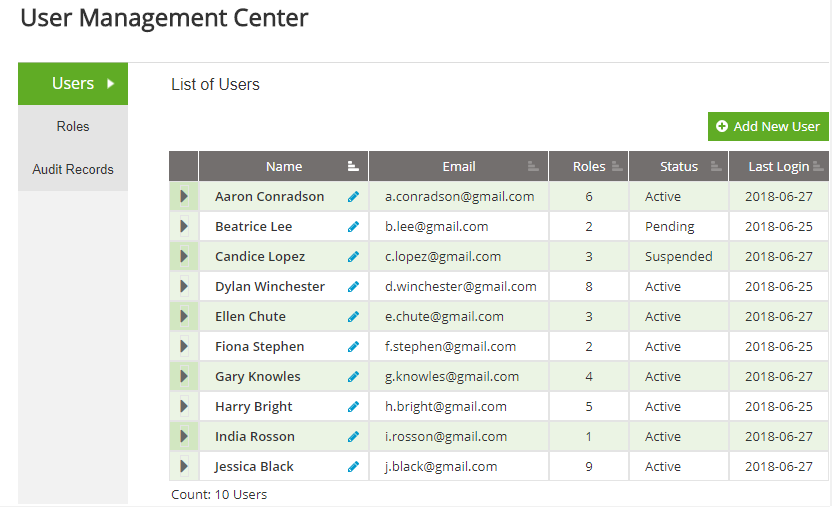 User Management Center
Users
Roles
Audit Records
List of Users
Add New User
Name Email Roles Status Last Login
Aaron Conradson a.conradson@gmail.com 6 Active 2018-06-27
Beatrice Lee b.lee@gmail.com 2 Pending 2018-06-25
Candice Lopez c.lopez@gmail.com 3 Suspended 2018-06-27
Dylan Winchester d.winchester@gmail.com 8 Active 2018-06-25
Ellen Chute e.chute@gmail.com 3 Active 2018-06-27
Fiona Stephen f.stephen@gmail.com 2 Active 2018-06-25
Gary Knowles g.knowles@gmail.com 4 Active 2018-06-27
Harry Bright h.bright@gmail.com 5 Active 2018-06-25
India Rosson i.rosson@gmail.com 1 Active 2018-06-27
Jessica Black j.black@gmail.com 9 Active 2018-06-27
Count: 10 Users